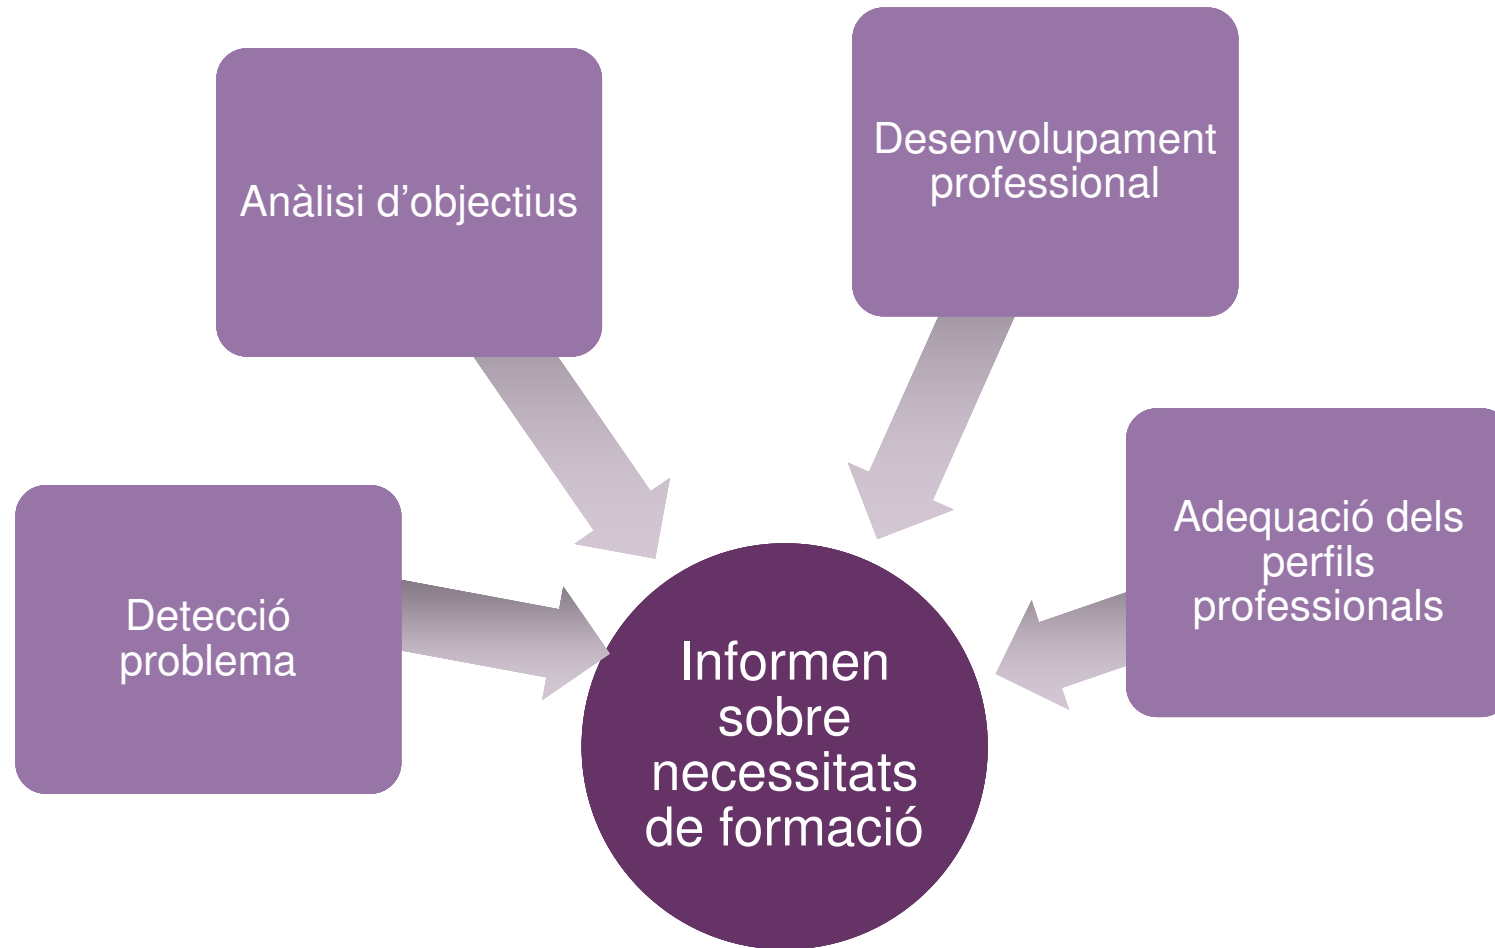 Anàlisi d’objectius
Desenvolupament
professional
Detecció
problema
Adequació dels
perfils
professionals
Informen
sobre
necessitats
de formació